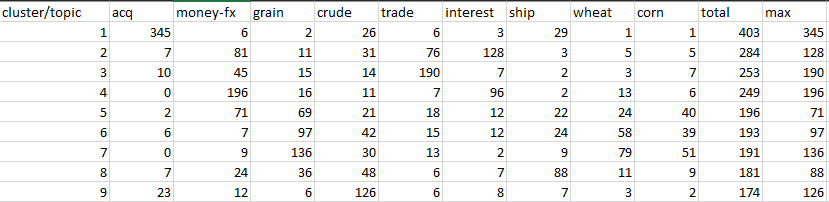 cluster/topic acq money-fx grain crude trade interest ship wheat corn total max
1 345 6 2 26 6 3 29 1 1 403 345
2 7 81 11 31 76 128 3 5 5 284 128
3 10 45 15 14 190 7 2 3 7 253 190
4 0 196 16 11 7 96 2 13 6 249 196
5 2 71 69 21 18 12 22 24 40 196 71
6 6 7 97 42 15 12 24 58 39 193 97
7 0 9 136 30 13 2 9 79 51 191 136
8 7 24 36 48 6 7 88 11 9 181 88
9 23 12 6 126 6 8 7 3 2 174 126